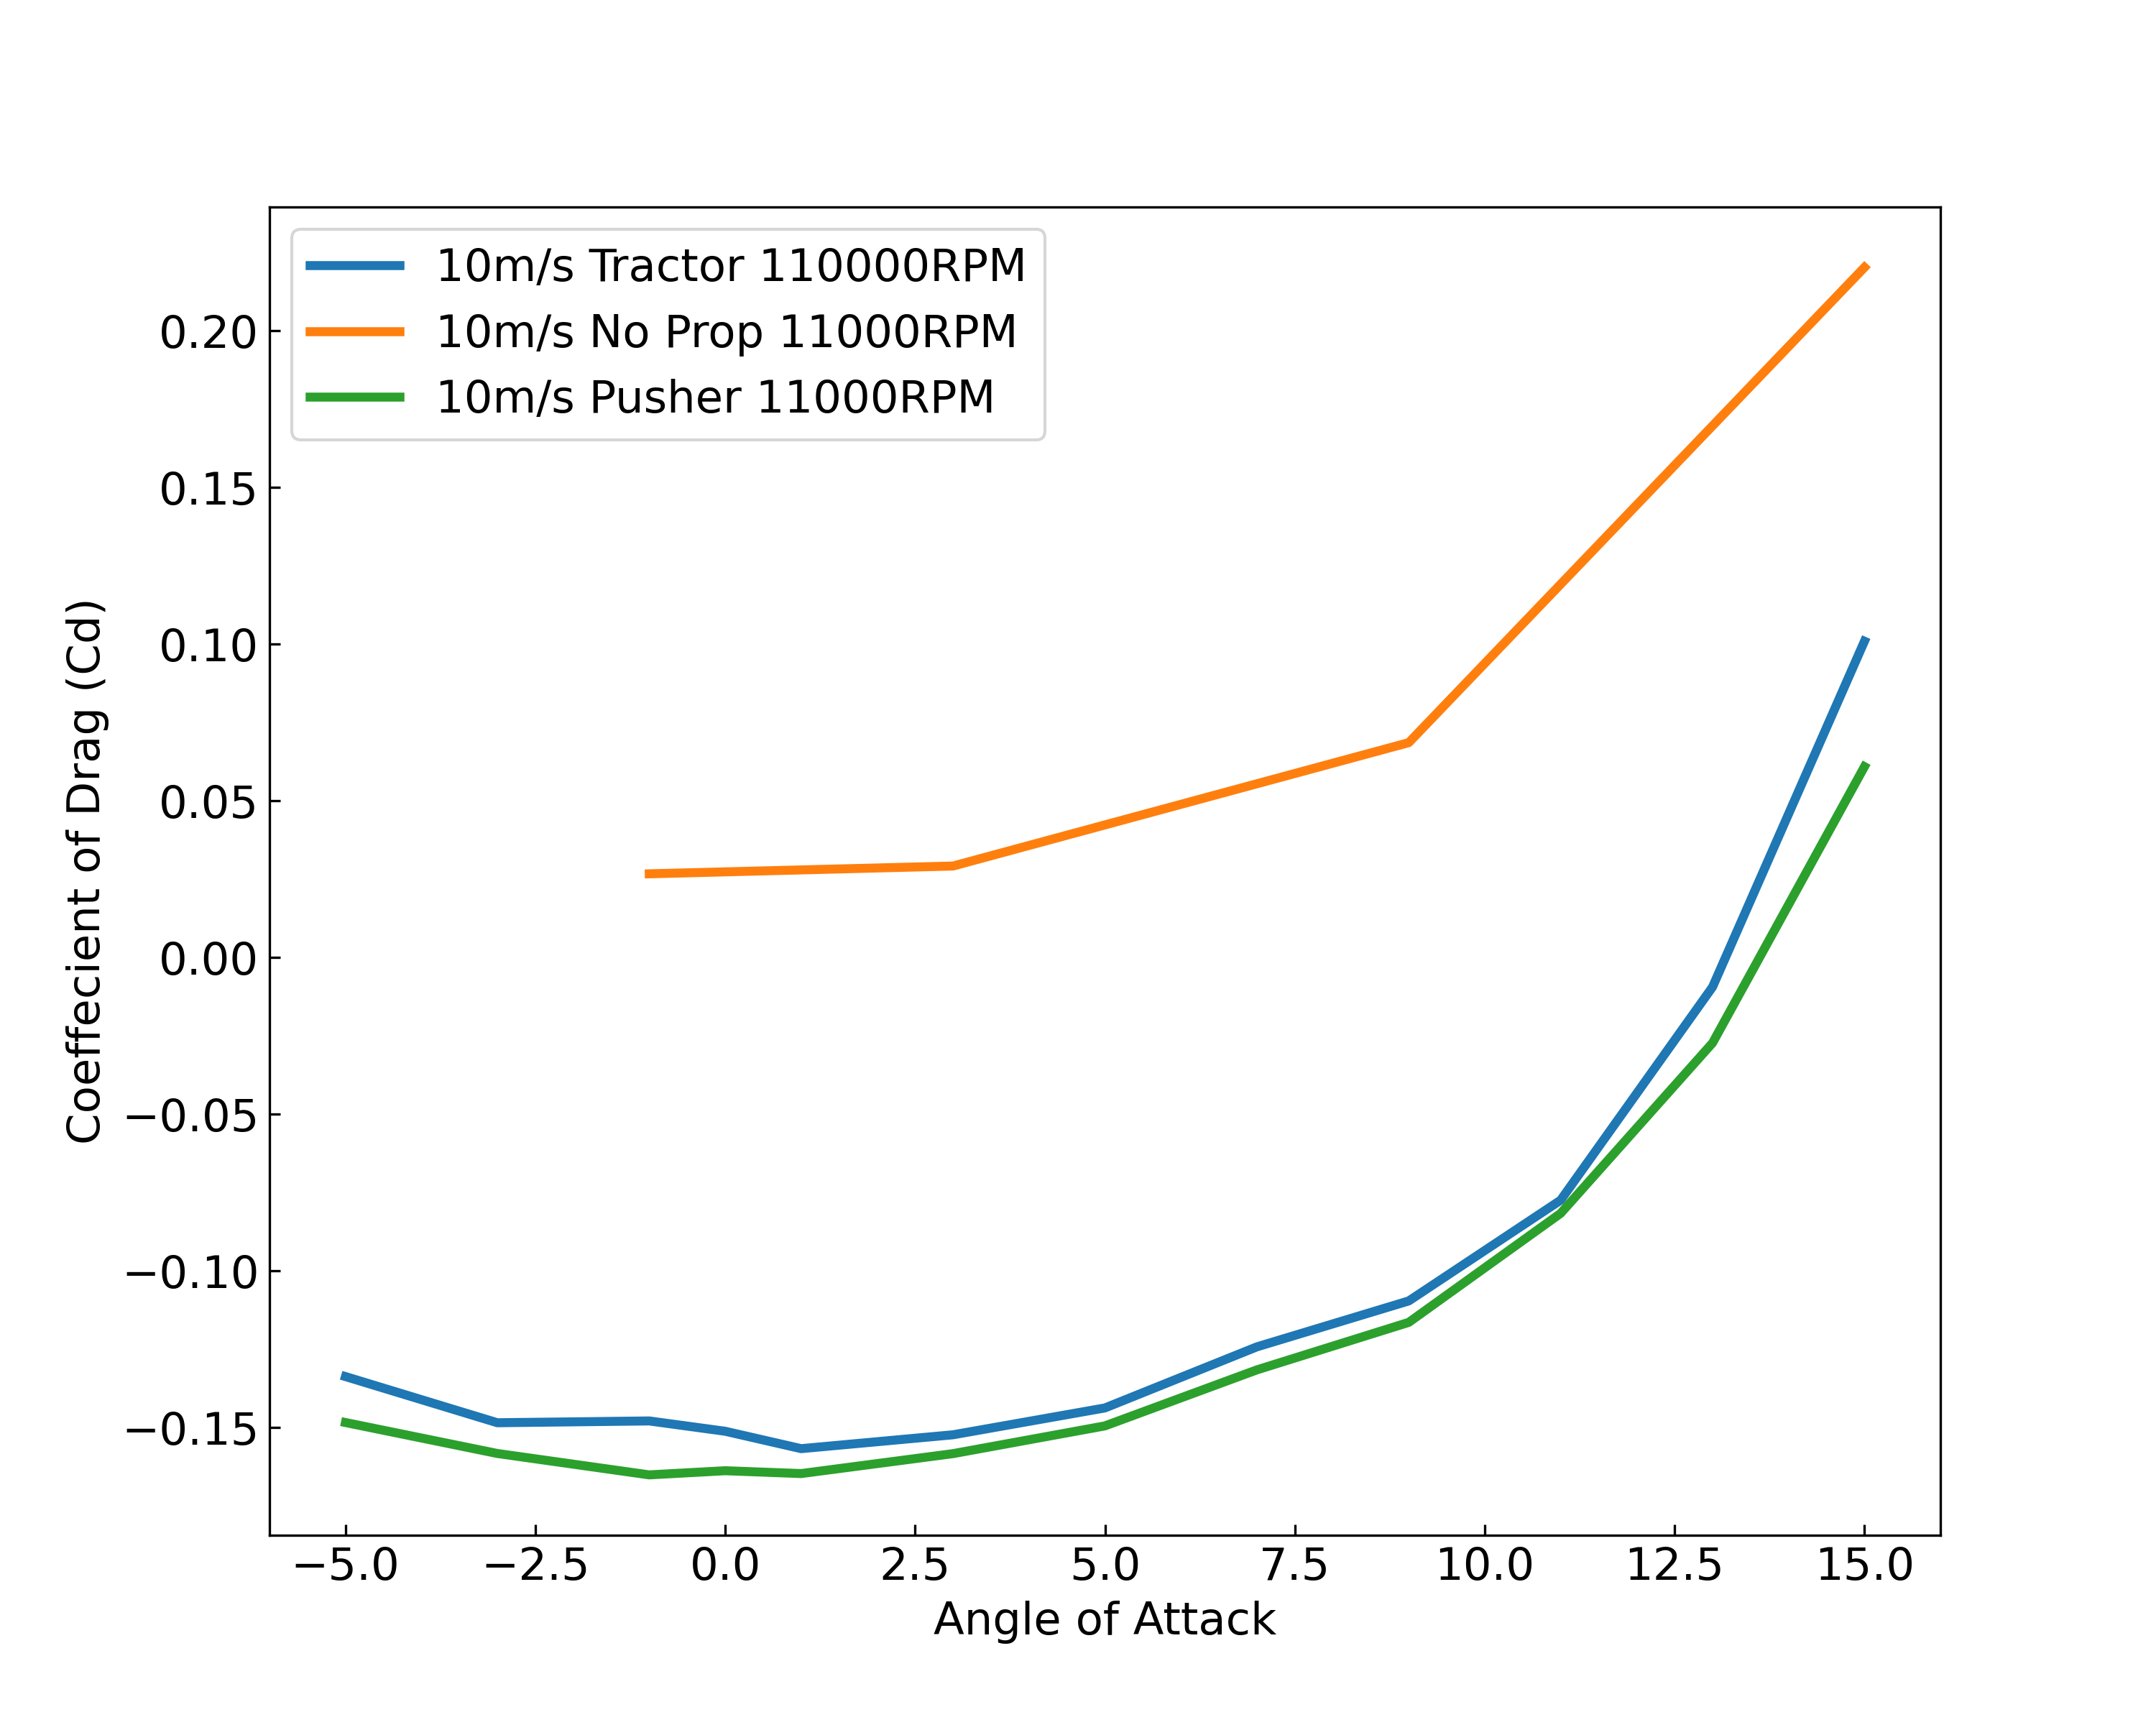 10m/s Tractor 110000RPM
10m/s No Prop 11000RPM
10m/s Pusher 11000RPM
0.20
0.15
0.10
0.05
0.00
−0.05
−0.10
−0.15
Coeffecient of Drag (Cd)
−5.0 −2.5 0.0 2.5 5.0 7.5 10.0 12.5 15.0
Angle of Attack